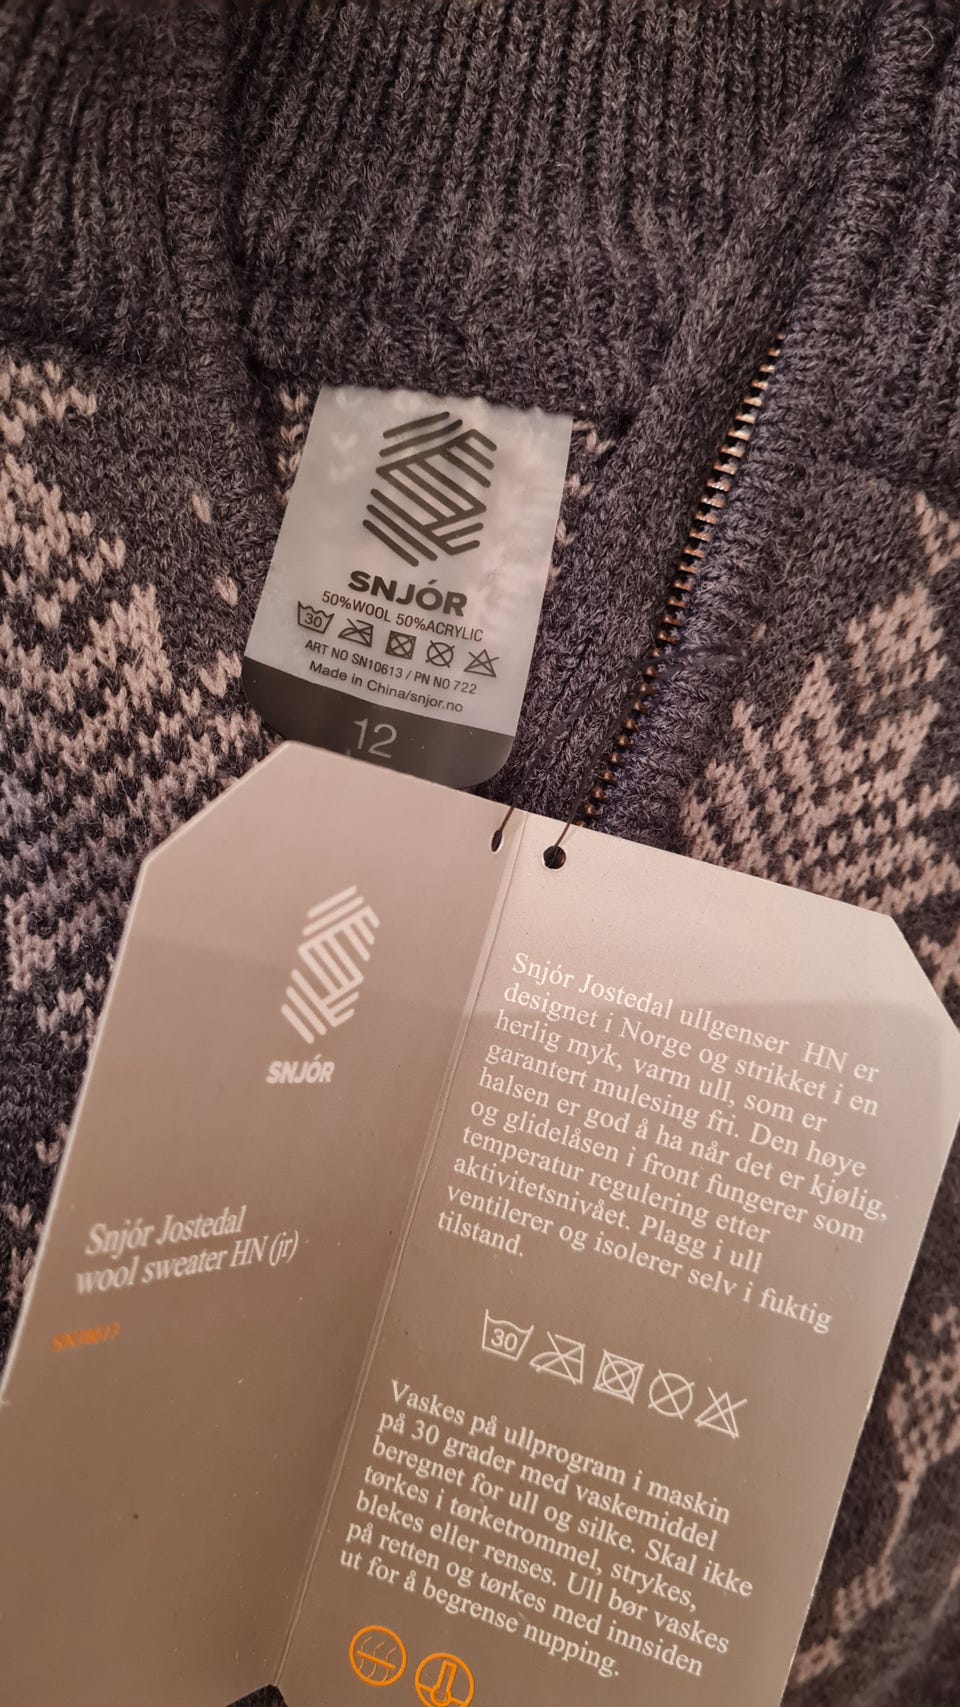 SNJÓR
50%WOOL 50%ACRYLIC
30
ART NO SN10613 / PN NO 722
Made in China/snjor.no
12
SNJÓR
Snjór Jostedal
wool sweater HN (jr)
SN10613
Snjór Jostedal ullgenser HN er
designet i Norge og strikket i en
herlig myk, varm ull, som er
garantert mulesing fri. Den høye
halsen er god å ha når det er kjølig,
og glidelåsen i front fungerer som
temperatur regulering etter
aktivitetsnivået. Plagg i ull
ventilerer og isolerer selv i fuktig
tilstand.
30
Vaskes på ullprogram i maskin
på 30 grader med vaskemiddel
beregnet for ull og silke. Skal ikke
tørkes i tørketrommel, strykes,
blekes eller renses. Ull bør vaskes
på retten og tørkes med innsiden
ut for å begrense nupping.